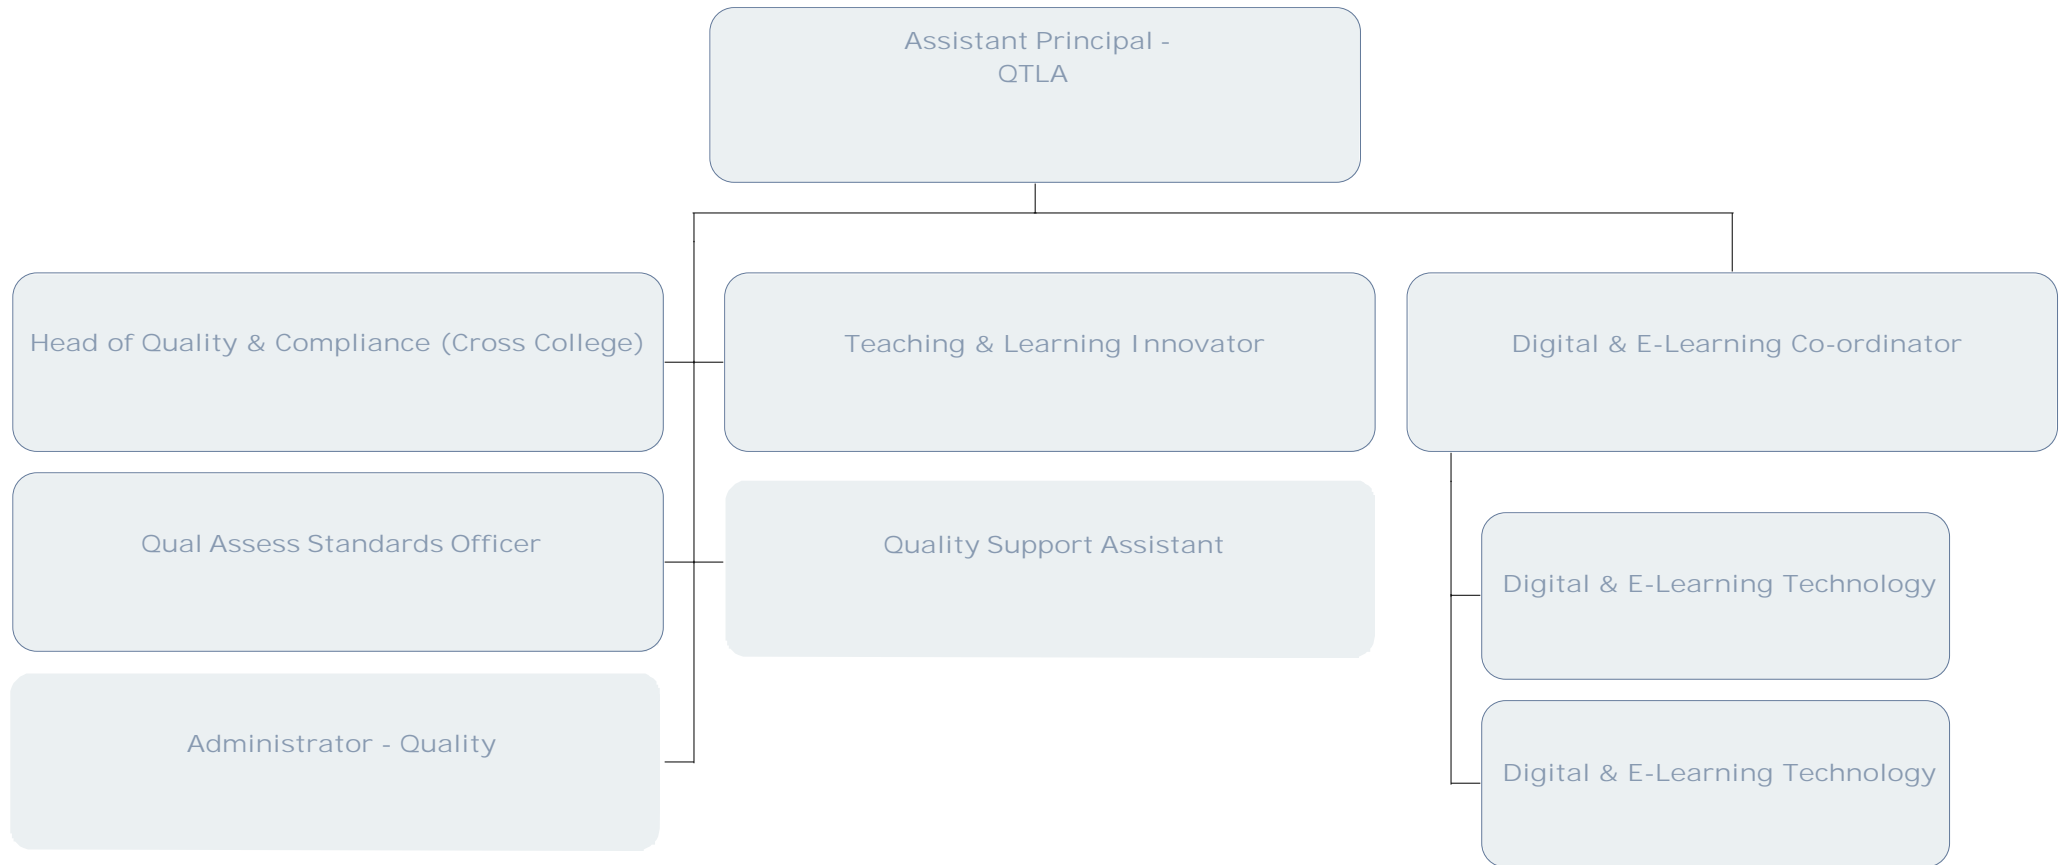 Assistant Principal -
QTLA
Head of Quality & Compliance (Cross College)
Teaching & Learning Innovator
Digital & E-Learning Co-ordinator
Qual Assess Standards Officer
Quality Support Assistant
Digital & E-Learning Technology
Administrator - Quality
Digital & E-Learning Technology